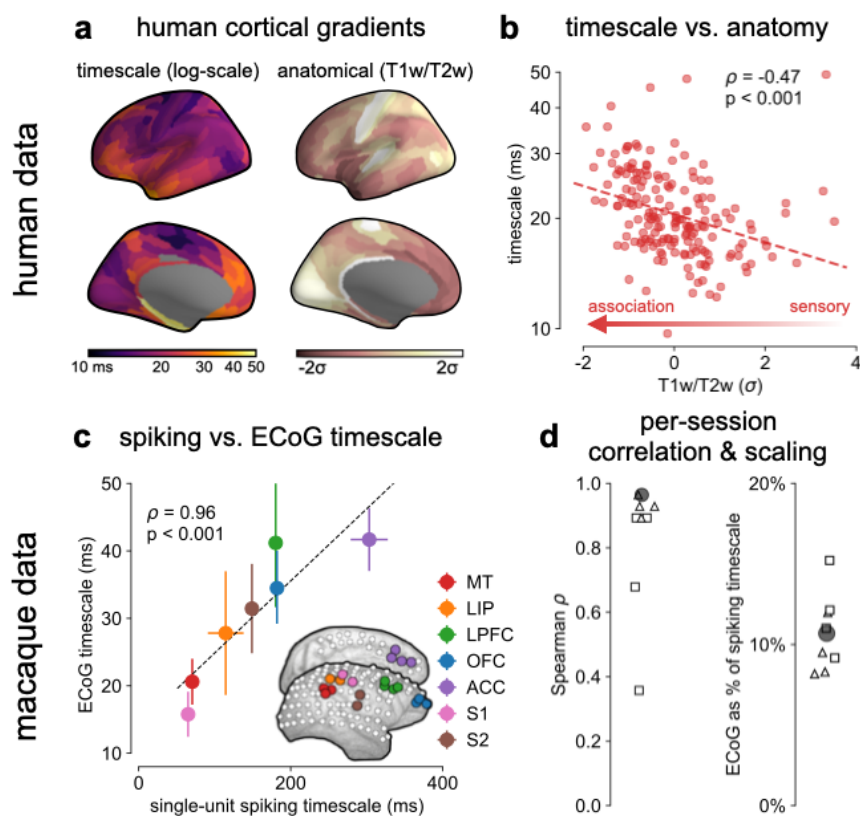 a human cortical gradients
timescale (log-scale) anatomical (T1w/T2w)
10 ms 20 30 40 50
-2σ 2σ
human data
b timescale vs. anatomy
ρ = -0.47
p < 0.001
timescale (ms)
50
40
30
20
10
association sensory
-2 0 2 4
T1w/T2w (σ)
macaque data
c spiking vs. ECoG timescale
ρ = 0.96
p < 0.001
ECoG timescale (ms)
50
40
30
20
10
MT
LIP
LPFC
OFC
ACC
S1
S2
0 200 400
single-unit spiking timescale (ms)
d per-session
correlation & scaling
Spearman ρ
1.0
0.8
0.6
0.4
0.2
0.0
ECoG as % of spiking timescale
20%
10%
0%